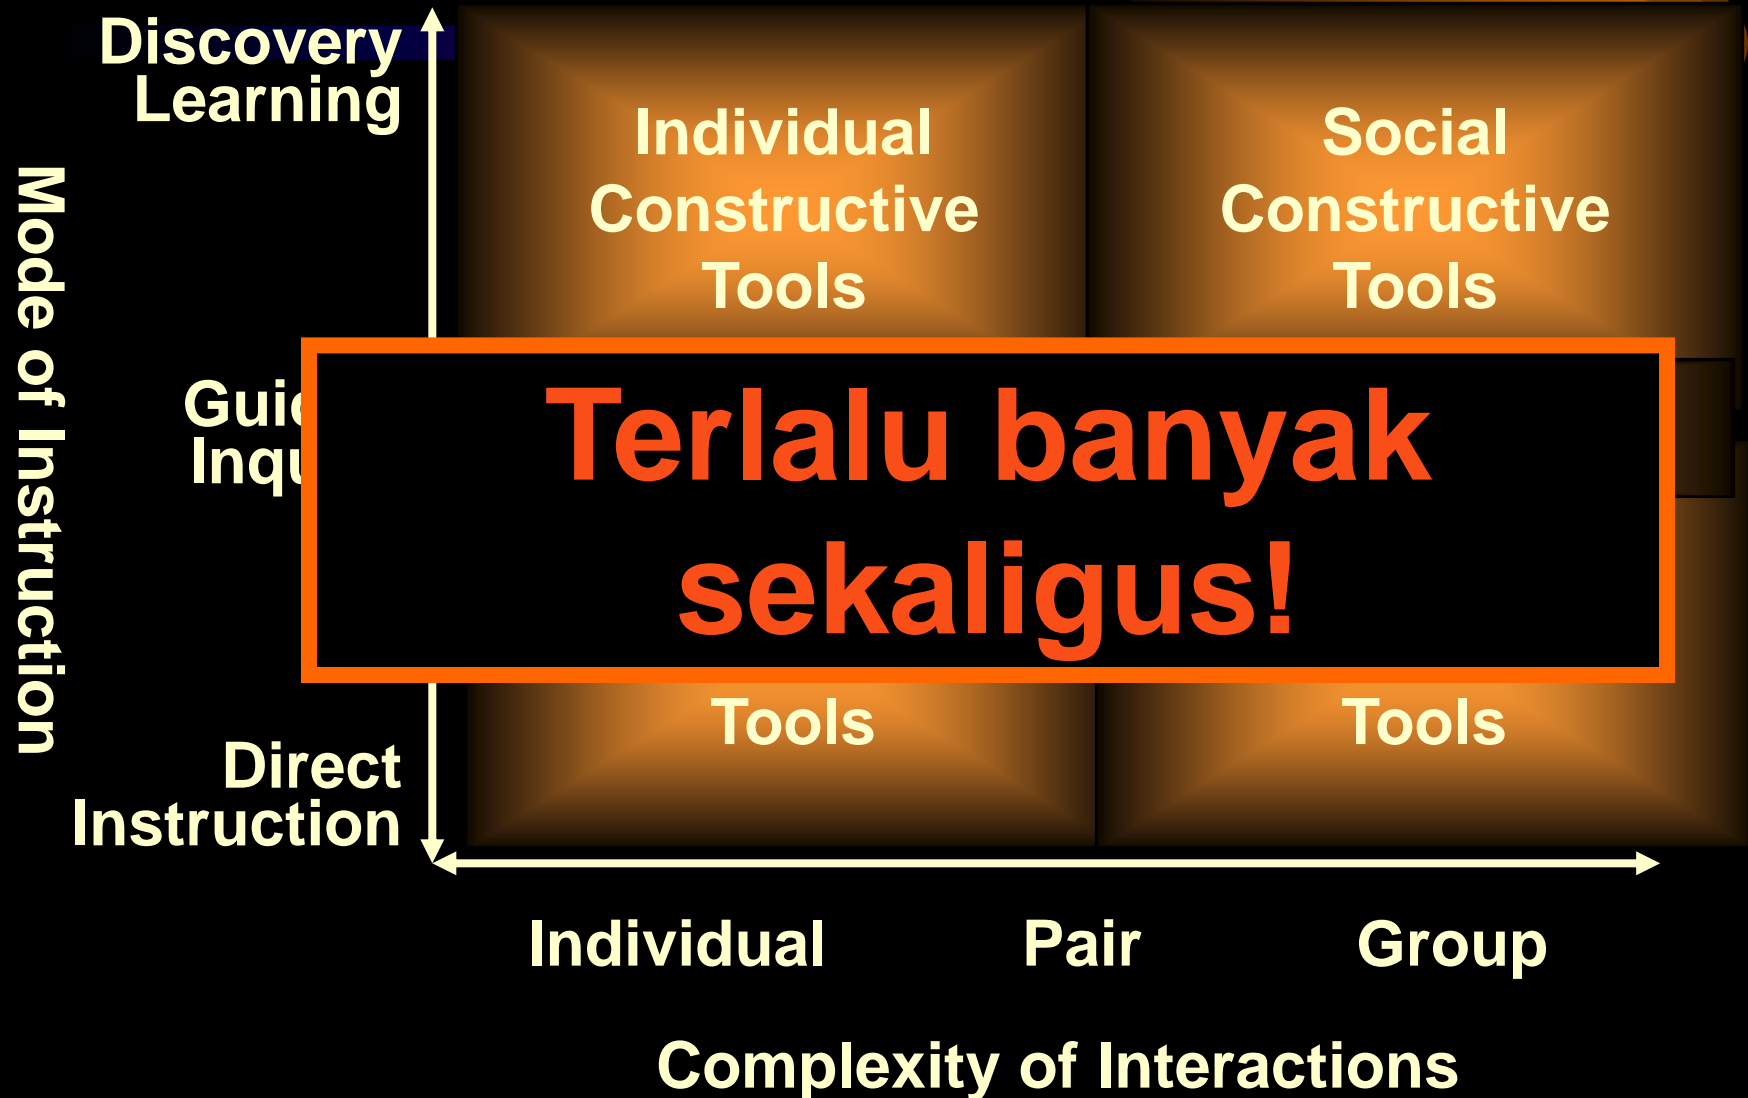 Discovery
Learning
Individual
Constructive
Tools
Social
Constructive
Tools
Mode of Instruction
Terlalu banyak
sekaligus!
Tools
Tools
Direct
Instruction
Individual
Pair
Group
Complexity of Interactions